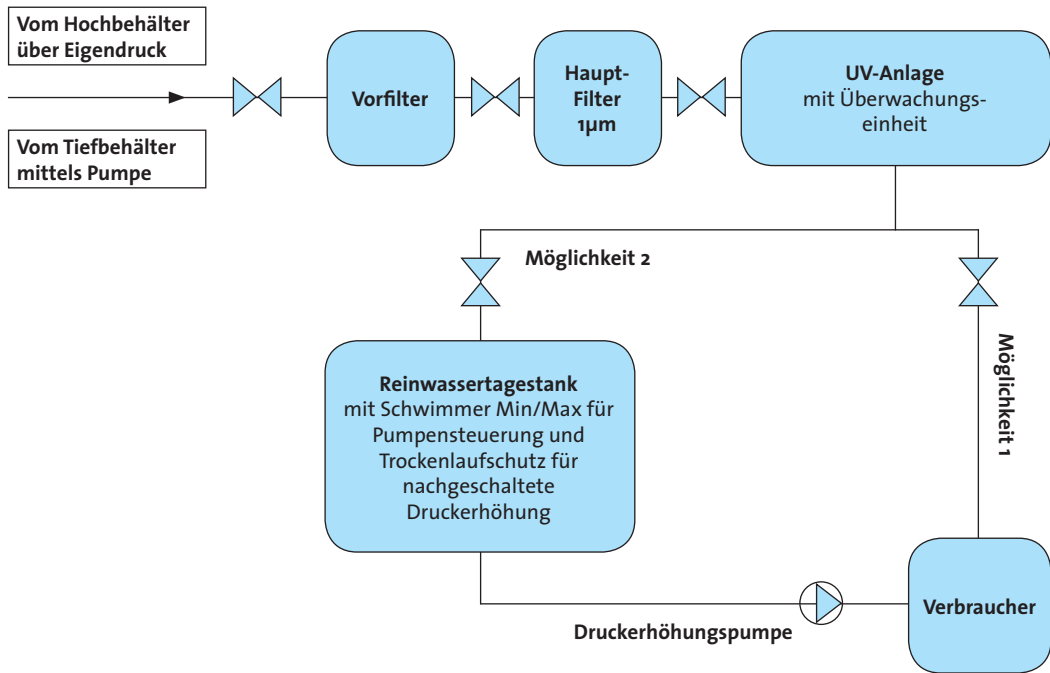 Vom Hochbehälter
über Eigendruck
Vom Tiefbehälter
mittels Pumpe
Vorfilter
Haupt-
Filter
1µm
UV-Anlage
mit Überwachungs-
einheit
Möglichkeit 2
Möglichkeit 1
Reinwassertagestank
mit Schwimmer Min/Max für
Pumpensteuerung und
Trockenlaufschutz für
nachgeschaltete
Druckerhöhung
Druckerhöhungspumpe
Verbraucher